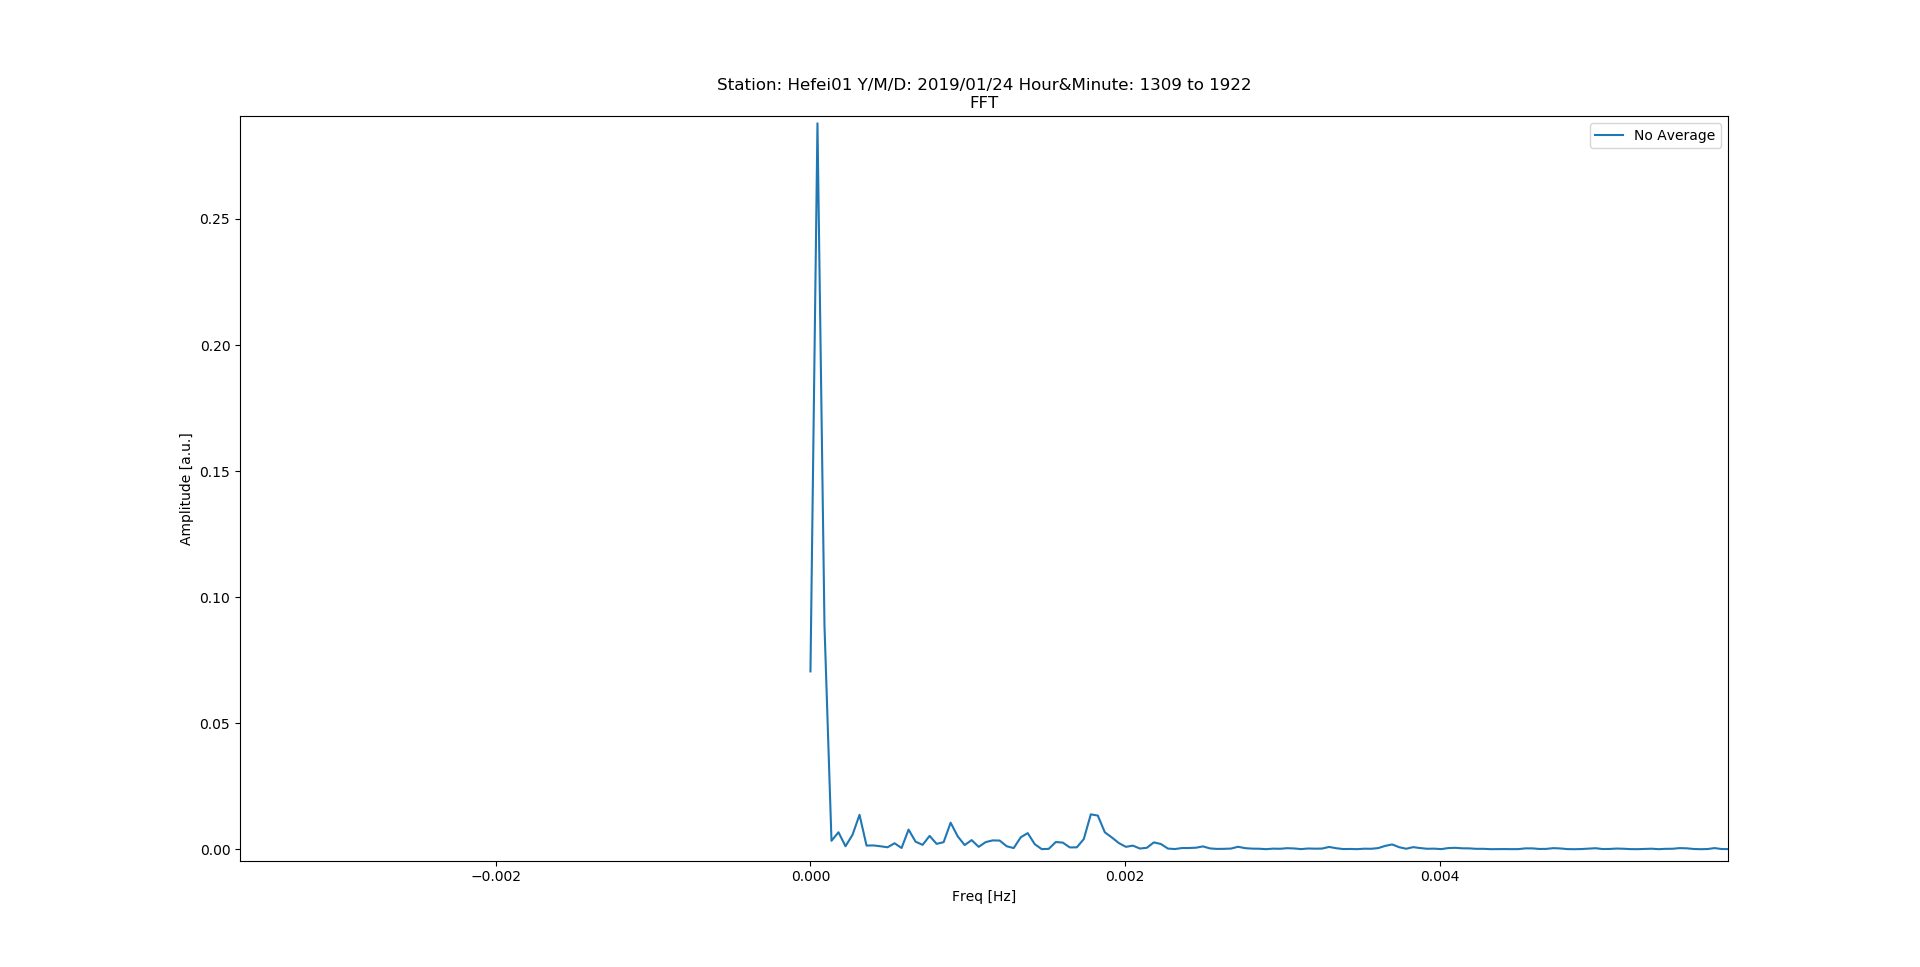 Station: Hefei01 Y/M/D: 2019/01/24 Hour&Minute: 1309 to 1922
FFT
No Average
0.25
0.20
0.15
0.10
0.05
0.00
Amplitude [a.u.]
−0.002
0.000
0.002
0.004
Freq [Hz]